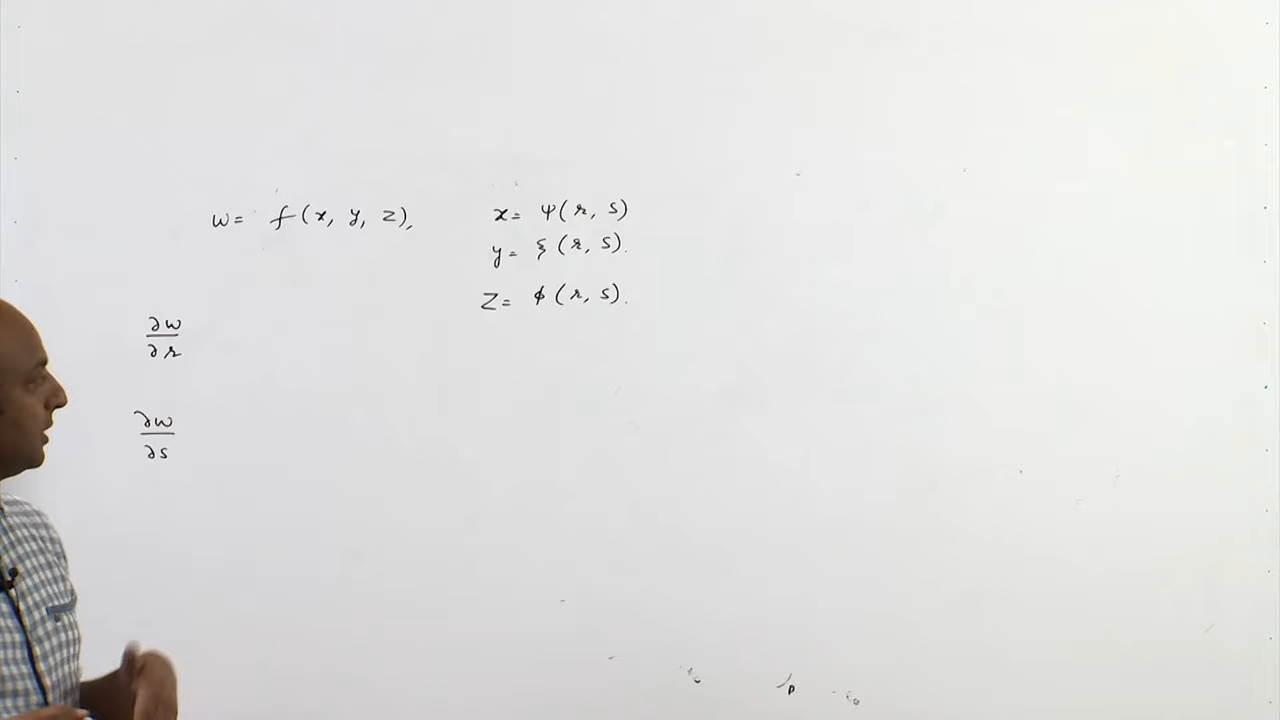 w = f(x, y, z), x = ψ(r, s)
y = ξ(r, s).
z = ϕ(r, s).
∂w/∂r
∂w/∂s